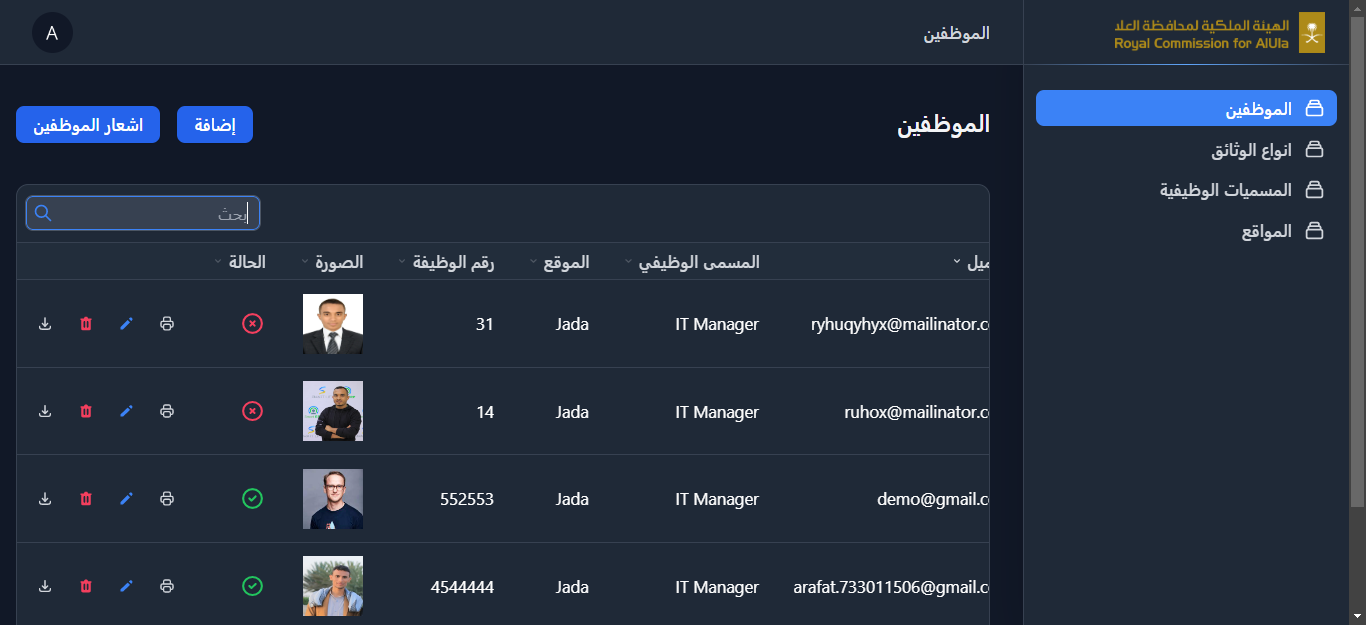 الهيئة الملكية لمحافظة العلا
Royal Commission for AlUla
الموظفين
A
الموظفين
انواع الوثائق
المسميات الوظيفية
المواقع
الموظفين
إضافة
اشعار الموظفين
بحث
ميل
المسمى الوظيفي
الموقع
رقم الوظيفة
الصورة
الحالة
ryhuqyhyx@mailinator.c
IT Manager
Jada
31
ruhox@mailinator.c
IT Manager
Jada
14
demo@gmail.c
IT Manager
Jada
552553
arafat.733011506@gmail.c
IT Manager
Jada
4544444